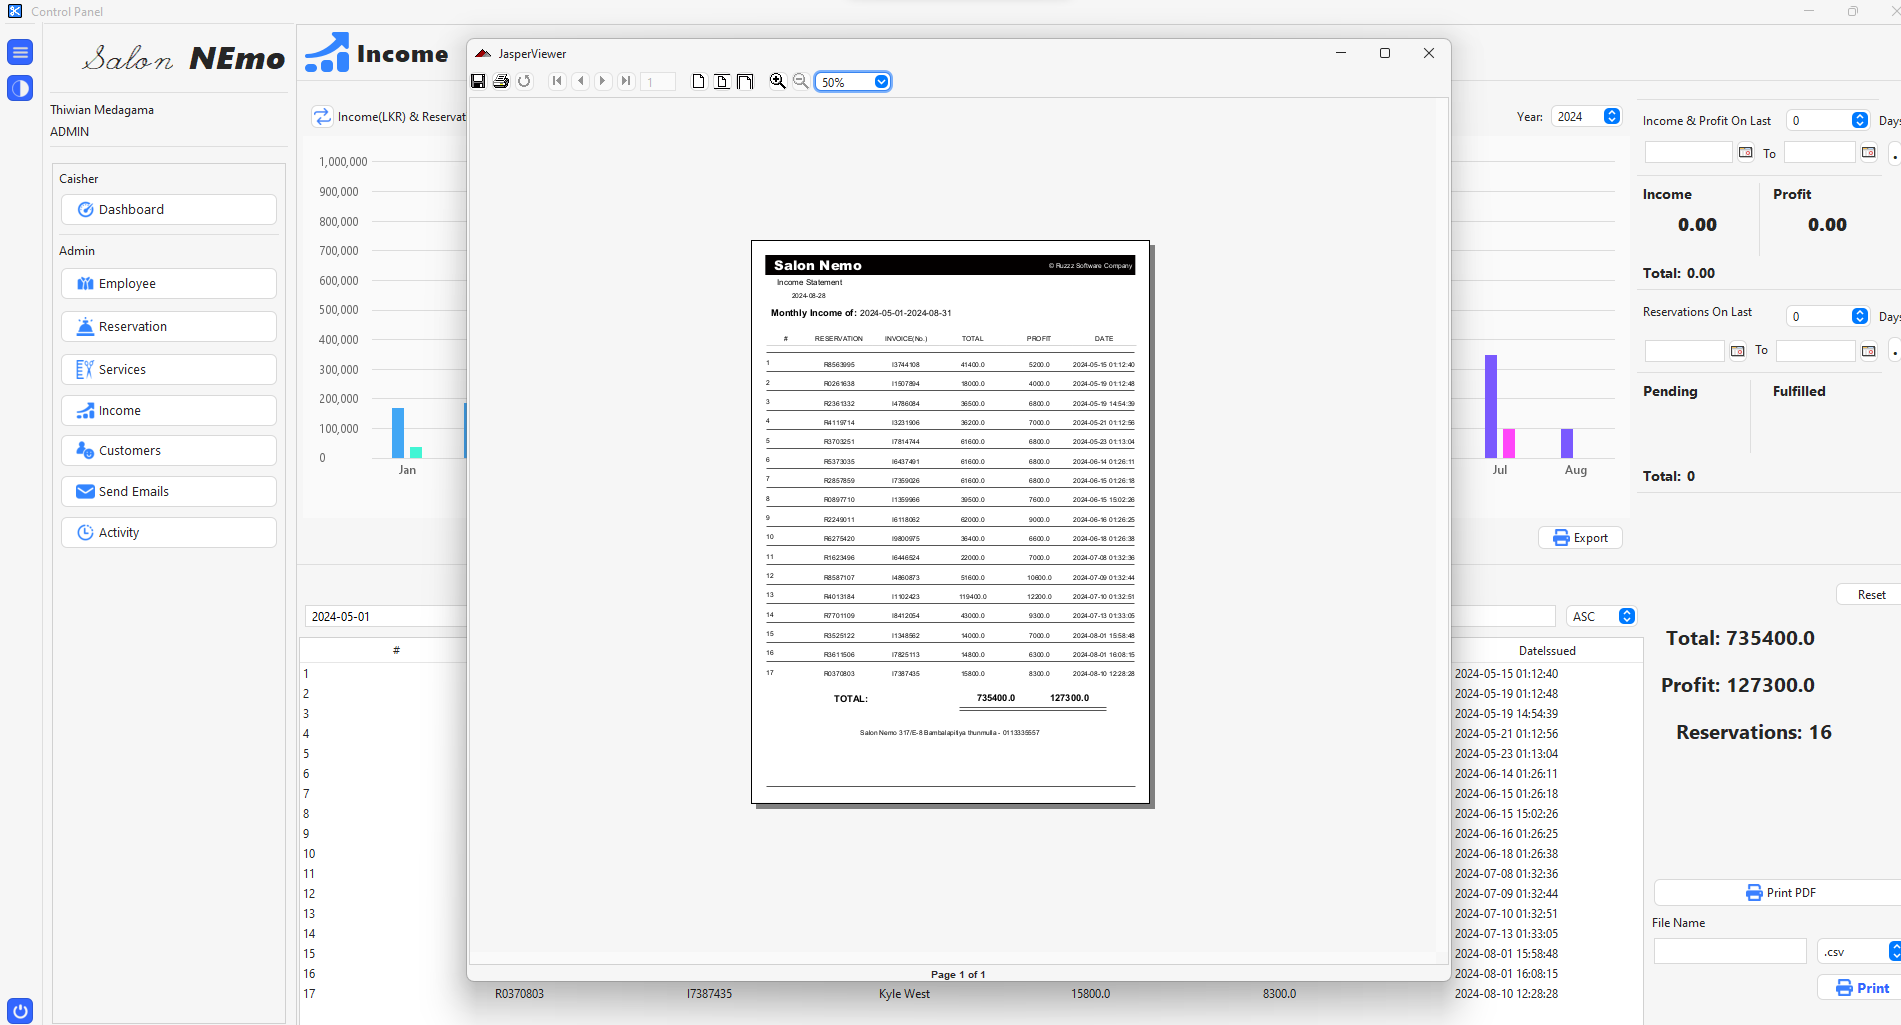 Control Panel
Salon NEmo
Thiwian Medagama
ADMIN
Caisher
Dashboard
Admin
Employee
Reservation
Services
Income
Customers
Send Emails
Activity
Income
Income(LKR) & Reservat
1,000,000
900,000
800,000
700,000
600,000
500,000
400,000
300,000
200,000
100,000
0
Jan
2024-05-01
#
1
2
3
4
5
6
7
8
9
10
11
12
13
14
15
16
17 R0370803 I7387435 Kyle West 15800.0 8300.0 2024-08-10 12:28:28
JasperViewer
1
50%
Salon Nemo © Ruzzz Software Company
Income Statement
2024-08-28
Monthly Income of: 2024-05-01-2024-08-31
# RESERVATION INVOICE(No.) TOTAL PROFIT DATE
1 R8563995 I3744108 41400.0 5200.0 2024-05-15 01:12:40
2 R0261638 I1507894 18000.0 4000.0 2024-05-19 01:12:48
3 R2361332 I4786084 36500.0 6800.0 2024-05-19 14:54:39
4 R4119714 I3231906 36200.0 7000.0 2024-05-21 01:12:56
5 R3703251 I7814744 61600.0 6800.0 2024-05-23 01:13:04
6 R5373035 I6437491 61600.0 6800.0 2024-06-14 01:26:11
7 R2857859 I7359026 61600.0 6800.0 2024-06-15 01:26:18
8 R0897710 I1359966 39500.0 7600.0 2024-06-15 15:02:26
9 R2249011 I6118062 62000.0 9000.0 2024-06-16 01:26:25
10 R6275420 I9800975 36400.0 6600.0 2024-06-18 01:26:38
11 R1623496 I6446524 22000.0 7000.0 2024-07-08 01:32:36
12 R8587107 I4860873 51600.0 10600.0 2024-07-09 01:32:44
13 R4013184 I1102423 119400.0 12200.0 2024-07-10 01:32:51
14 R7701109 I8412054 43000.0 9300.0 2024-07-13 01:33:05
15 R3525122 I1348562 14000.0 7000.0 2024-08-01 15:58:48
16 R3611506 I7825113 14800.0 6300.0 2024-08-01 16:08:15
17 R0370803 I7387435 15800.0 8300.0 2024-08-10 12:28:28
TOTAL: 735400.0 127300.0
Salon Nemo 317/E-8 Bambalapitiya thunmulla - 0113335557
Page 1 of 1
Year: 2024
Jul
Aug
Export
ASC
DateIssued
2024-05-15 01:12:40
2024-05-19 01:12:48
2024-05-19 14:54:39
2024-05-21 01:12:56
2024-05-23 01:13:04
2024-06-14 01:26:11
2024-06-15 01:26:18
2024-06-15 15:02:26
2024-06-16 01:26:25
2024-06-18 01:26:38
2024-07-08 01:32:36
2024-07-09 01:32:44
2024-07-10 01:32:51
2024-07-13 01:33:05
2024-08-01 15:58:48
2024-08-01 16:08:15
Income & Profit On Last 0 Days
To
Income Profit
0.00 0.00
Total: 0.00
Reservations On Last 0 Days
To
Pending Fulfilled
Total: 0
Reset
Total: 735400.0
Profit: 127300.0
Reservations: 16
Print PDF
File Name
.csv
Print